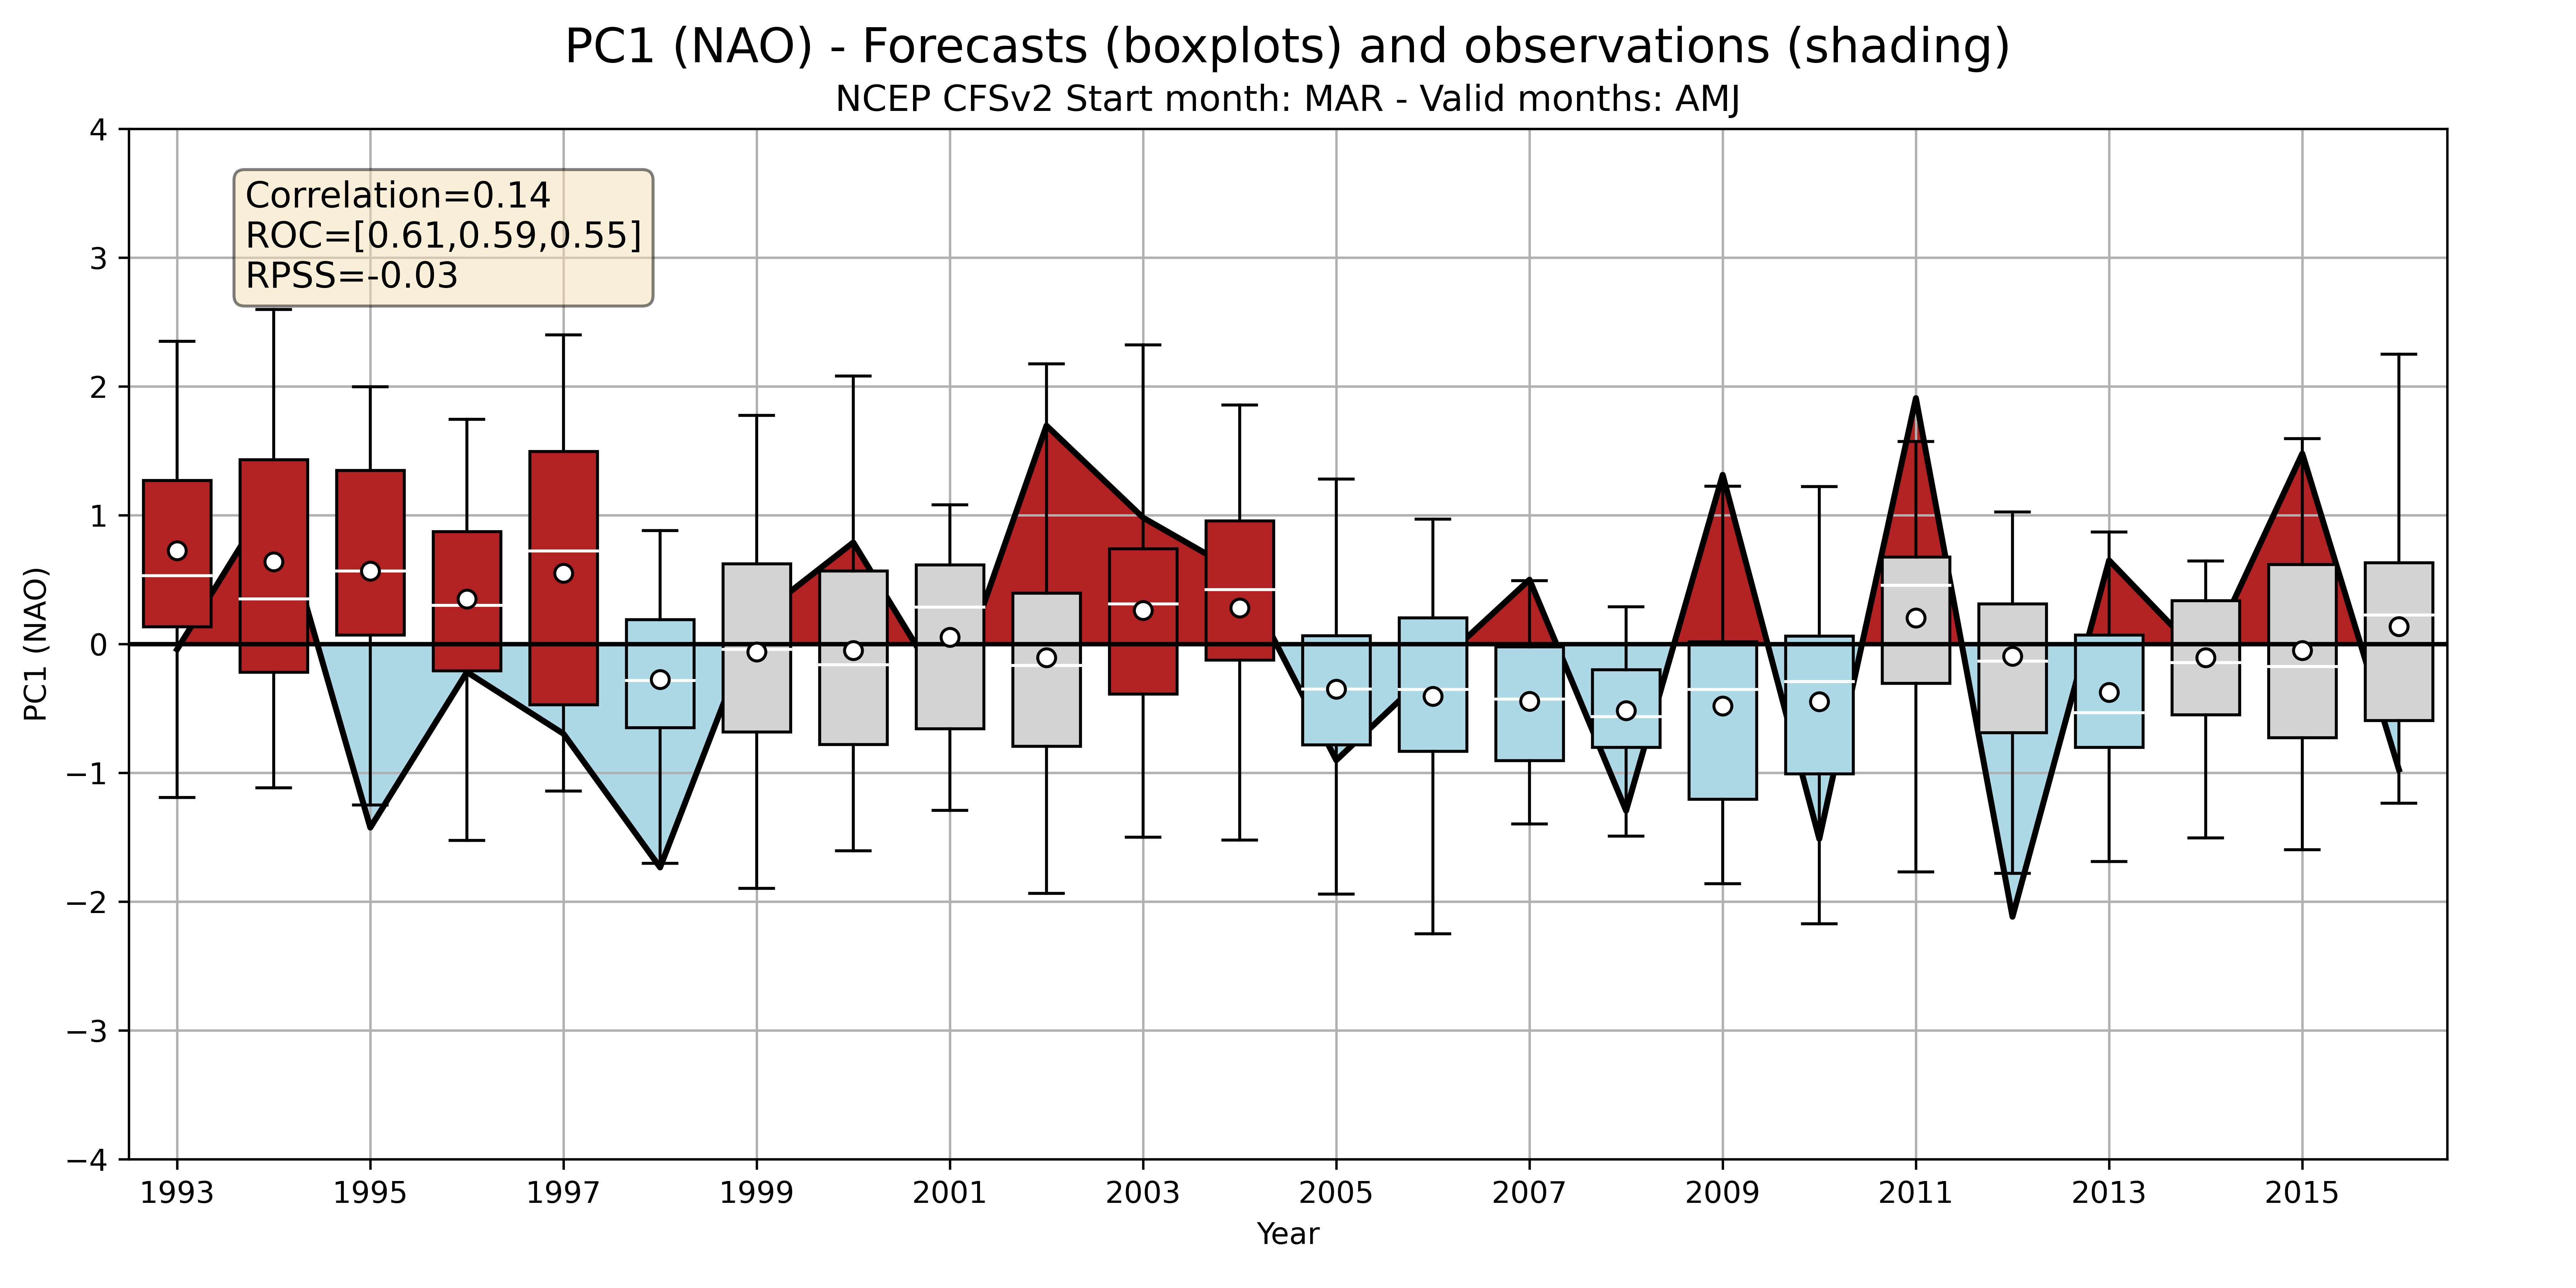 PC1 (NAO) - Forecasts (boxplots) and observations (shading)
NCEP CFSv2 Start month: MAR - Valid months: AMJ
Correlation=0.14
ROC=[0.61,0.59,0.55]
RPSS=-0.03
PC1 (NAO)
4
3
2
1
0
−1
−2
−3
−4
1993 1995 1997 1999 2001 2003 2005 2007 2009 2011 2013 2015
Year